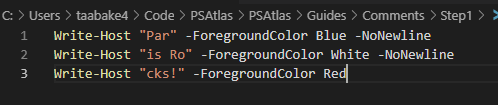 C: > Users > taabake4 > Code > PSAtlas > PSAtlas > Guides > Comments > Step1 >
1 Write-Host "Par" -ForegroundColor Blue -NoNewline
2 Write-Host "is Ro" -ForegroundColor White -NoNewline
3 Write-Host "cks!" -ForegroundColor Red